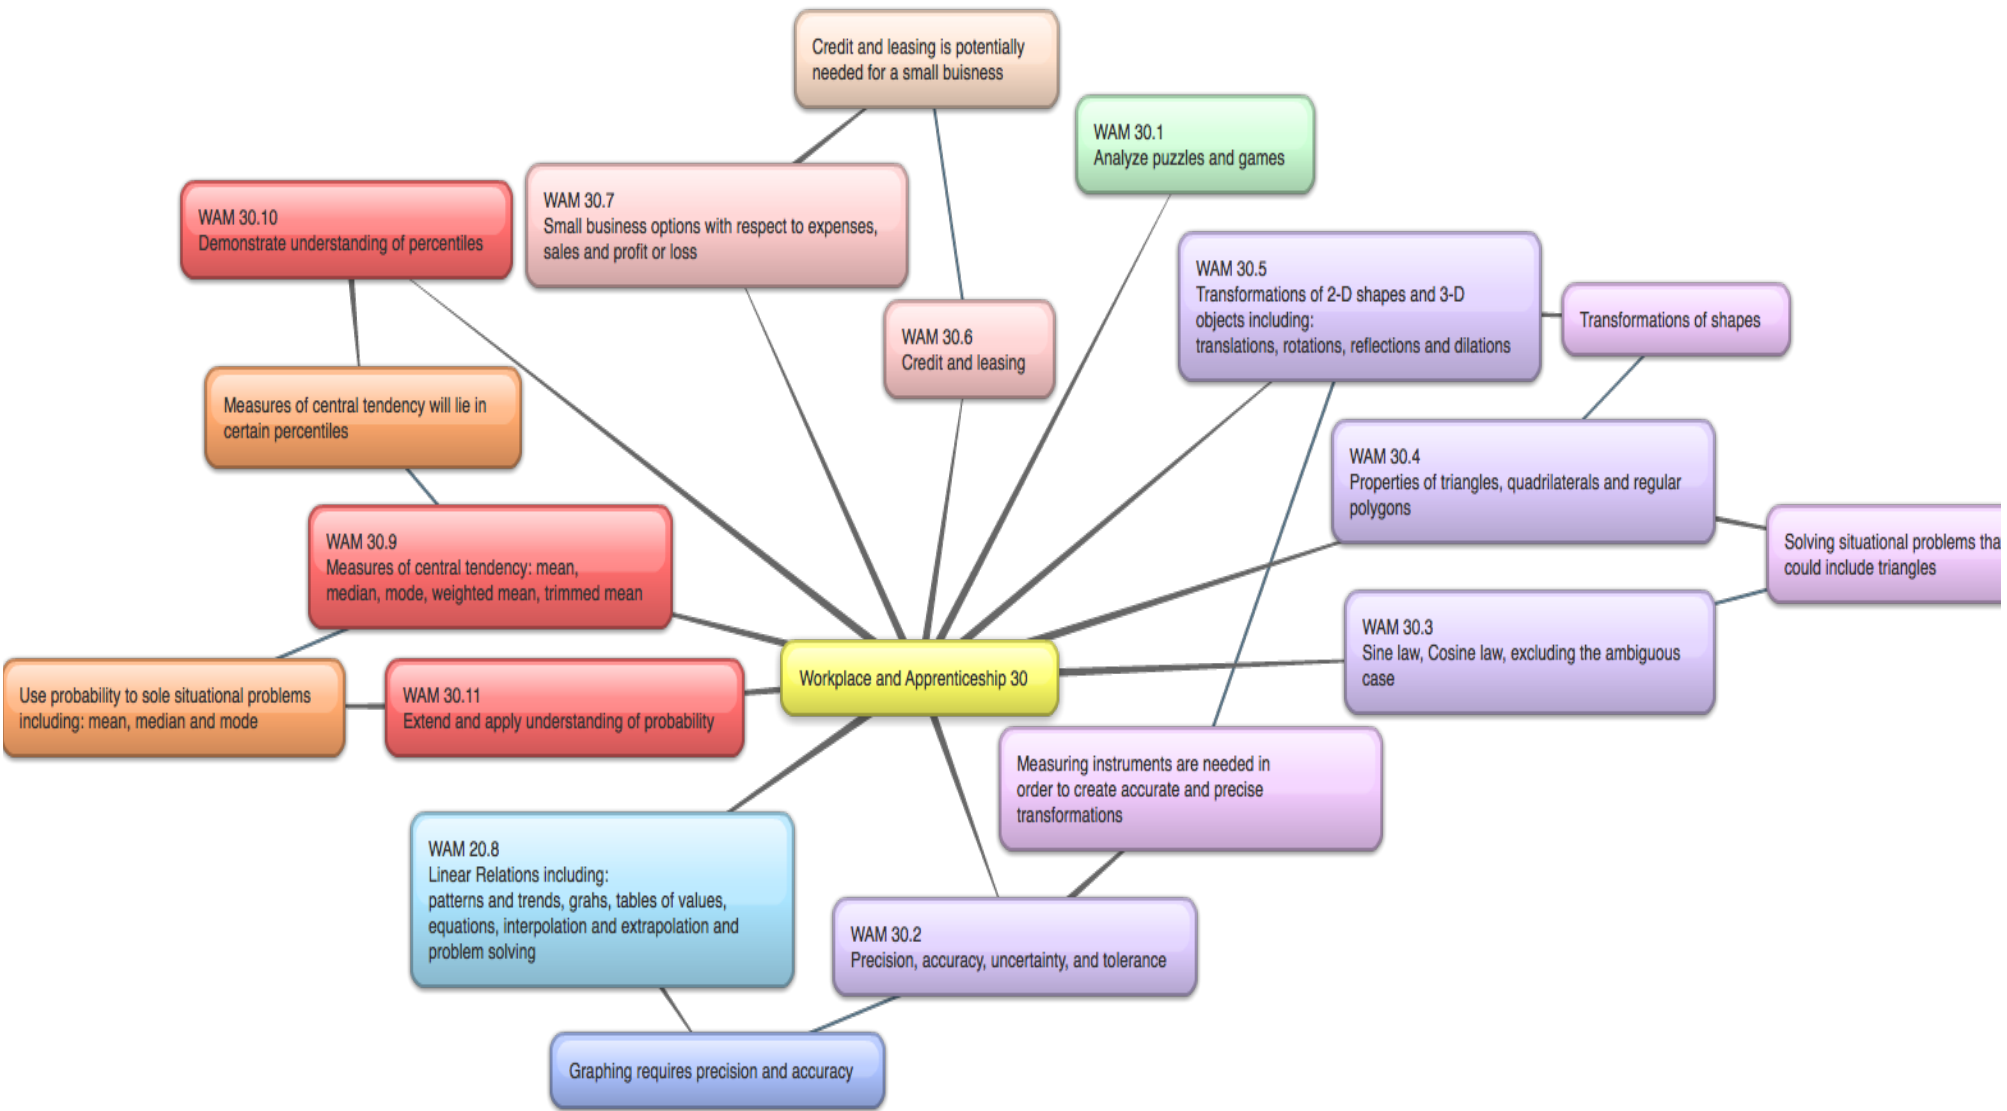 Credit and leasing is potentially
needed for a small buisness
WAM 30.1
Analyze puzzles and games
WAM 30.7
Small business options with respect to expenses,
sales and profit or loss
WAM 30.10
Demonstrate understanding of percentiles
WAM 30.5
Transformations of 2-D shapes and 3-D
objects including:
translations, rotations, reflections and dilations
Transformations of shapes
WAM 30.6
Credit and leasing
Measures of central tendency will lie in
certain percentiles
WAM 30.4
Properties of triangles, quadrilaterals and regular
polygons
WAM 30.9
Measures of central tendency: mean,
median, mode, weighted mean, trimmed mean
Solving situational problems tha
could include triangles
WAM 30.3
Sine law, Cosine law, excluding the ambiguous
case
Workplace and Apprenticeship 30
Use probability to sole situational problems
including: mean, median and mode
WAM 30.11
Extend and apply understanding of probability
Measuring instruments are needed in
order to create accurate and precise
transformations
WAM 20.8
Linear Relations including:
patterns and trends, grahs, tables of values,
equations, interpolation and extrapolation and
problem solving
WAM 30.2
Precision, accuracy, uncertainty, and tolerance
Graphing requires precision and accuracy